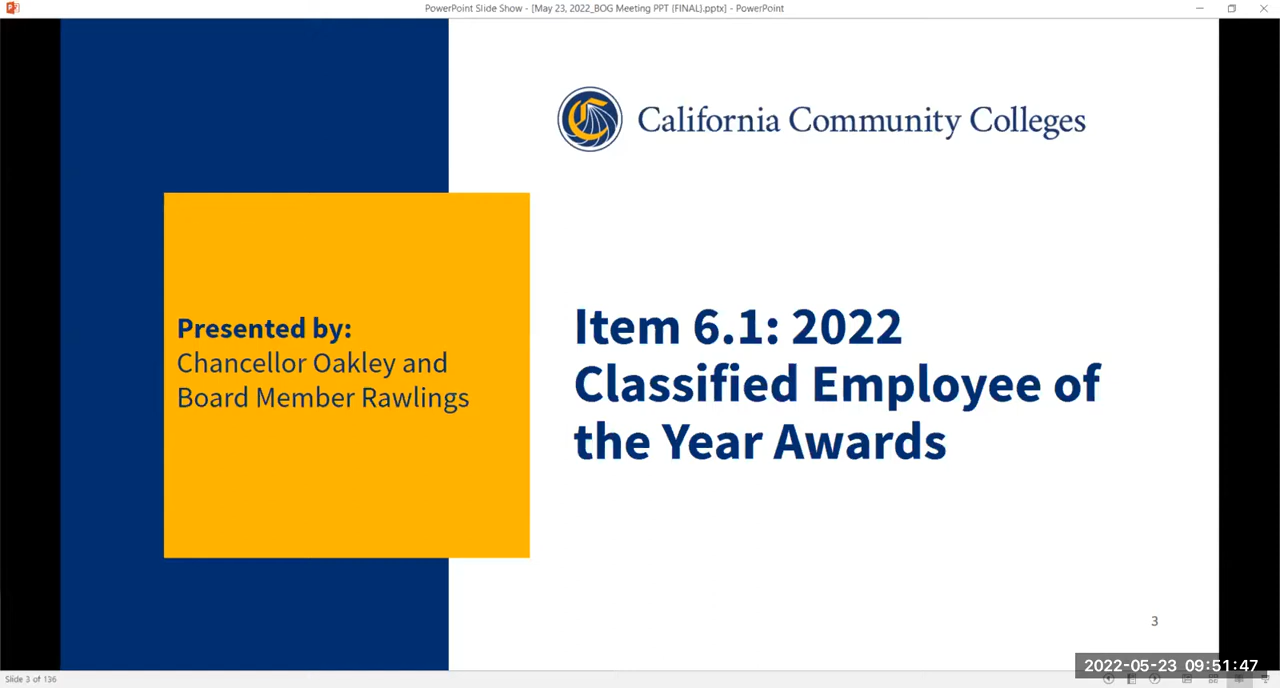 PowerPoint Slide Show - [May 23, 2022_BOG Meeting PPT (FINAL).pptx] - PowerPoint
California Community Colleges
Presented by:
Chancellor Oakley and
Board Member Rawlings
Item 6.1: 2022
Classified Employee of
the Year Awards
3
2022-05-23 09:51:47
Slide 3 of 136